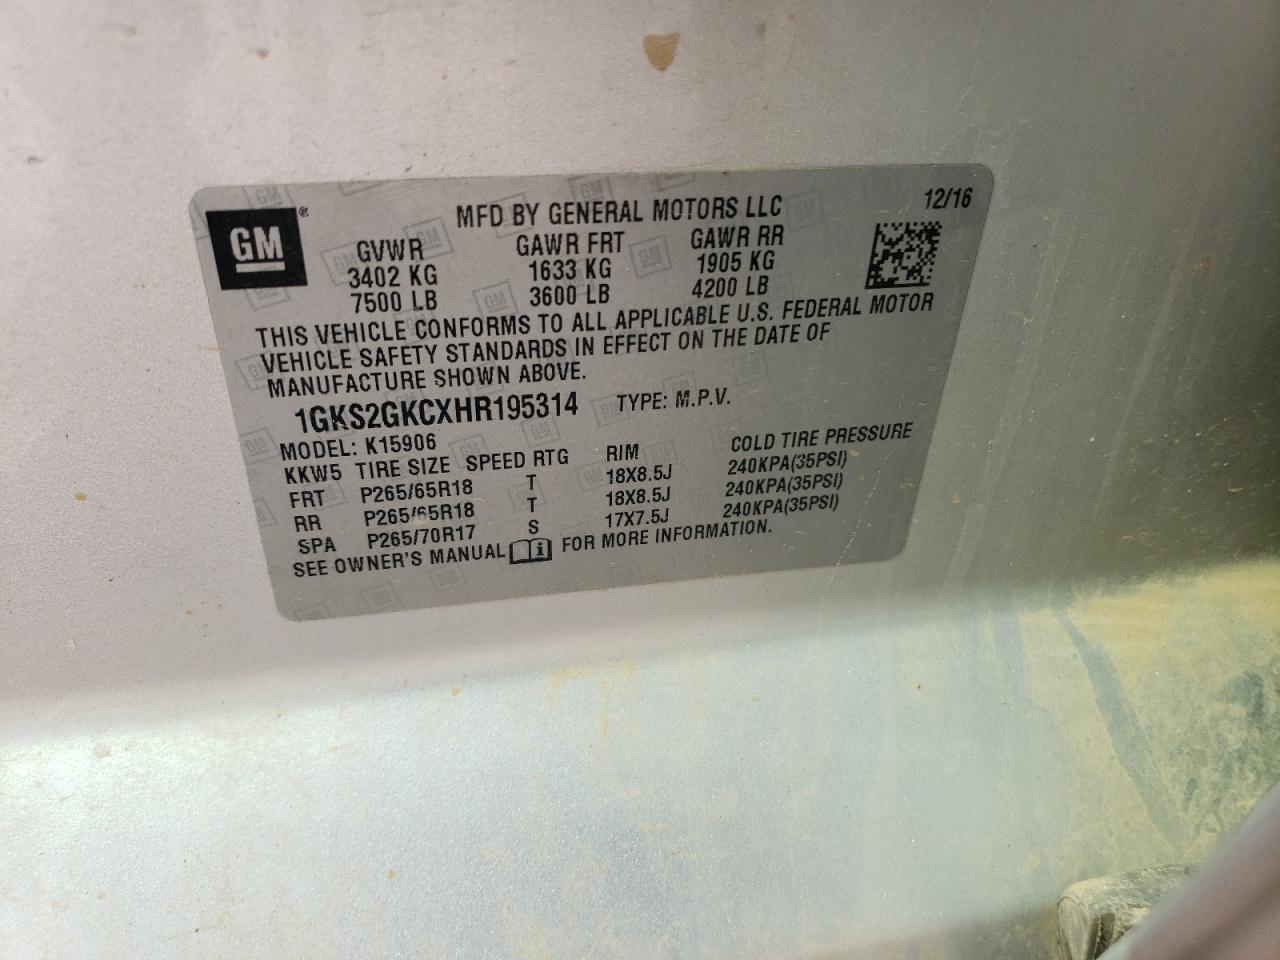 GM®
MFD BY GENERAL MOTORS LLC 12/16
GVWR GAWR FRT GAWR RR
3402 KG 1633 KG 1905 KG
7500 LB 3600 LB 4200 LB
THIS VEHICLE CONFORMS TO ALL APPLICABLE U.S. FEDERAL MOTOR
VEHICLE SAFETY STANDARDS IN EFFECT ON THE DATE OF
MANUFACTURE SHOWN ABOVE.
1GKS2GKCXHR195314 TYPE: M.P.V.
MODEL: K15906
KKW5 TIRE SIZE SPEED RTG RIM COLD TIRE PRESSURE
FRT P265/65R18 T 18X8.5J 240KPA(35PSI)
RR P265/65R18 T 18X8.5J 240KPA(35PSI)
SPA P265/70R17 S 17X7.5J 240KPA(35PSI)
SEE OWNER'S MANUAL FOR MORE INFORMATION.